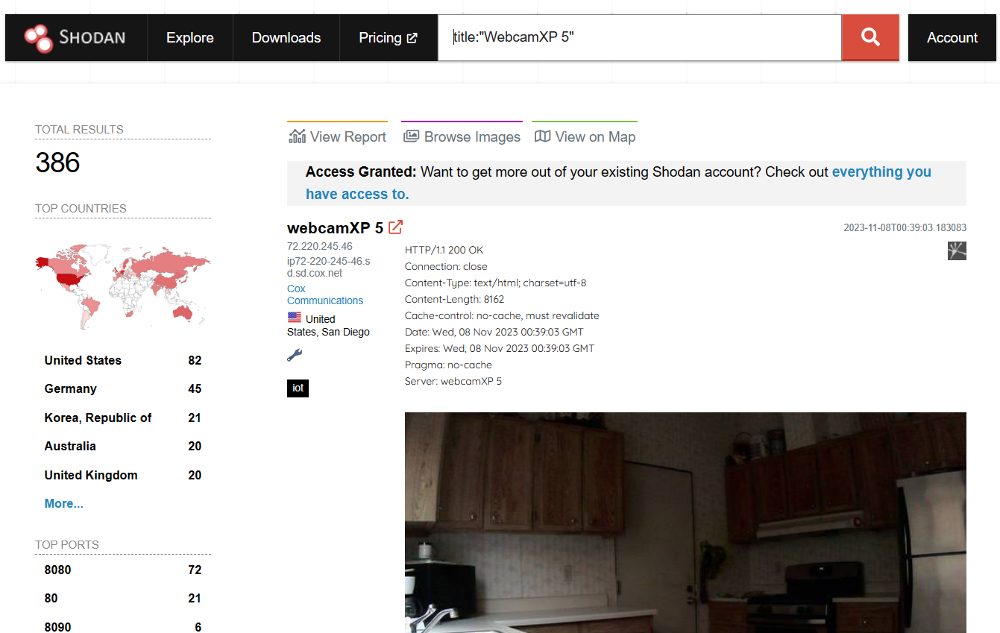 SHODAN
Explore
Downloads
Pricing
title:"WebcamXP 5"
Account
TOTAL RESULTS
386
TOP COUNTRIES
United States 82
Germany 45
Korea, Republic of 21
Australia 20
United Kingdom 20
More...
TOP PORTS
8080 72
80 21
8090 6
View Report
Browse Images
View on Map
Access Granted: Want to get more out of your existing Shodan account? Check out everything you
have access to.
webcamXP 5
2023-11-08T00:39:03.183083
72.220.245.46
ip72-220-245-46.s
d.sd.cox.net
Cox
Communications
United
States, San Diego
iot
HTTP/1.1 200 OK
Connection: close
Content-Type: text/html; charset=utf-8
Content-Length: 8162
Cache-control: no-cache, must revalidate
Date: Wed, 08 Nov 2023 00:39:03 GMT
Expires: Wed, 08 Nov 2023 00:39:03 GMT
Pragma: no-cache
Server: webcamXP 5